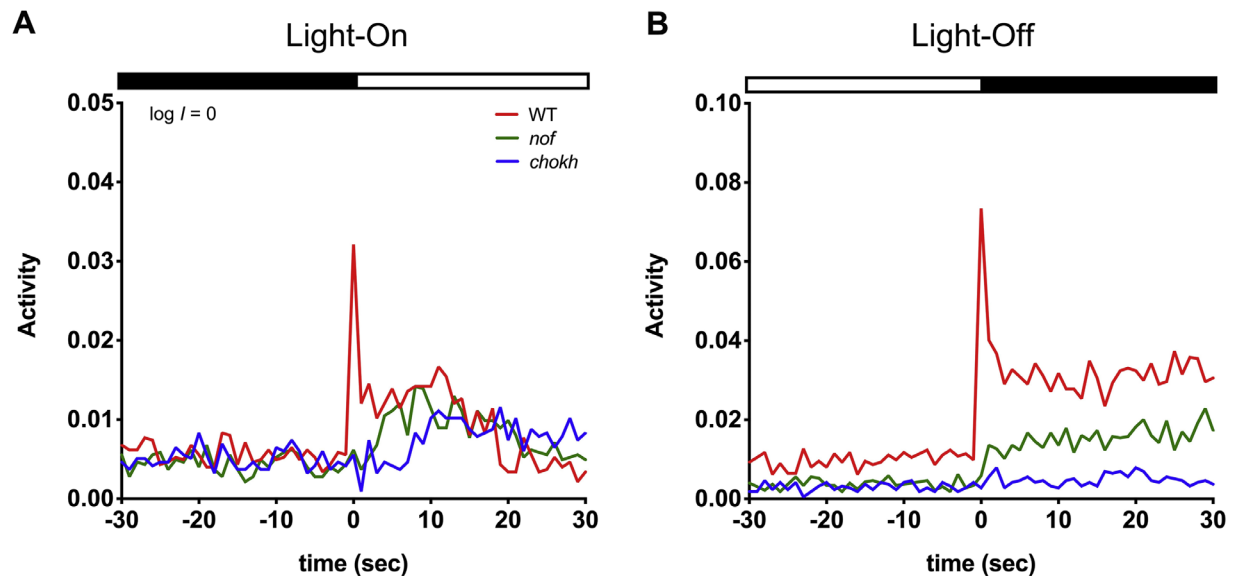 A
Light-On
log I = 0
WT
nof
chokh
0.05
0.04
0.03
0.02
0.01
0.00
Activity
-30
-20
-10
0
10
20
30
time (sec)
B
Light-Off
0.10
0.08
0.06
0.04
0.02
0.00
Activity
-30
-20
-10
0
10
20
30
time (sec)